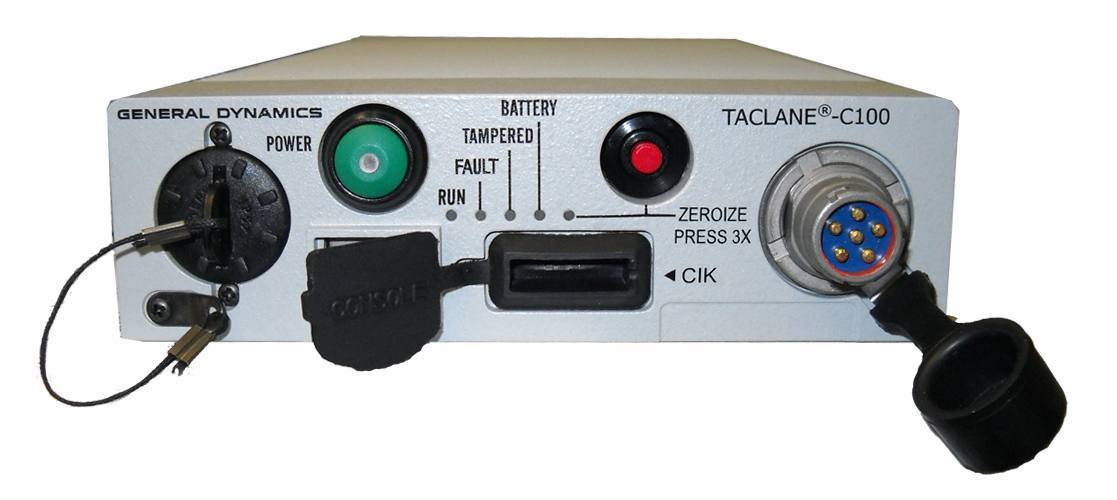 GENERAL DYNAMICS
POWER
BATTERY
TAMPERED
FAULT
RUN
TACLANE®-C100
ZEROIZE
PRESS 3X
CIK
CONSOLE